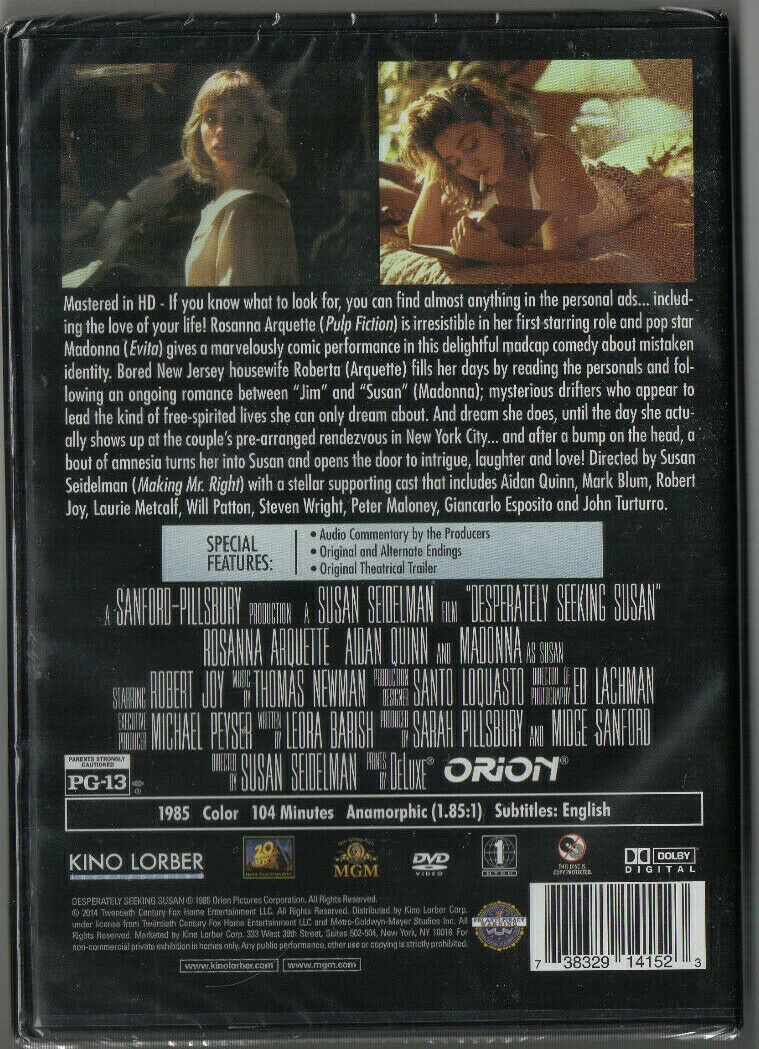 Mastered in HD - If you know what to look for, you can find almost anything in the personal ads... includ-
ing the love of your life! Rosanna Arquette (Pulp Fiction) is irresistible in her first starring role and pop star
Madonna (Evita) gives a marvelously comic performance in this delightful madcap comedy about mistaken
identity. Bored New Jersey housewife Roberta (Arquette) fills her days by reading the personals and fol-
lowing an ongoing romance between "Jim" and "Susan" (Madonna); mysterious drifters who appear to
lead the kind of free-spirited lives she can only dream about. And dream she does, until the day she actu-
ally shows up at the couple's pre-arranged rendezvous in New York City... and after a bump on the head, a
bout of amnesia turns her into Susan and opens the door to intrigue, laughter and love! Directed by Susan
Seidelman (Making Mr. Right) with a stellar supporting cast that includes Aidan Quinn, Mark Blum, Robert
Joy, Laurie Metcalf, Will Patton, Steven Wright, Peter Maloney, Giancarlo Esposito and John Turturro.
SPECIAL
FEATURES:
• Audio Commentary by the Producers
• Original and Alternate Endings
• Original Theatrical Trailer
A SANFORD-PILLSBURY PRODUCTION A SUSAN SEIDELMAN FILM "DESPERATELY SEEKING SUSAN"
ROSANNA ARQUETTE AIDAN QUINN AND MADONNA AS SUSAN
STARRING ROBERT JOY MUSIC BY THOMAS NEWMAN PRODUCTION DESIGNER SANTO LOQUASTO DIRECTOR OF PHOTOGRAPHY ED LACHMAN
EXECUTIVE PRODUCER MICHAEL PEYSER WRITTEN BY LEORA BARISH PRODUCED BY SARAH PILLSBURY AND MIDGE SANFORD
DIRECTED BY SUSAN SEIDELMAN PRINTS BY DeLUXE® ORION®
PARENTS STRONGLY CAUTIONED
PG-13
1985 Color 104 Minutes Anamorphic (1.85:1) Subtitles: English
KINO LORBER
20
MGM
DVD
VIDEO
1
NTSC
THIS DISC IS
COPY PROTECTED.
DOLBY
DIGITAL
DESPERATELY SEEKING SUSAN © 1985 Orion Pictures Corporation. All Rights Reserved.
© 2014 Twentieth Century Fox Home Entertainment LLC. All Rights Reserved. Distributed by Kino Lorber Corp.
under license from Twentieth Century Fox Home Entertainment LLC and Metro-Goldwyn-Mayer Studios Inc. All
Rights Reserved. Marketed by Kino Lorber Corp. 333 West 39th Street, Suites 502-504, New York, NY 10018. For
non-commercial private exhibition in homes only. Any public performance, other use or copying is strictly prohibited.
www.kinolorber.com
www.mgm.com
7 38329 14152 3